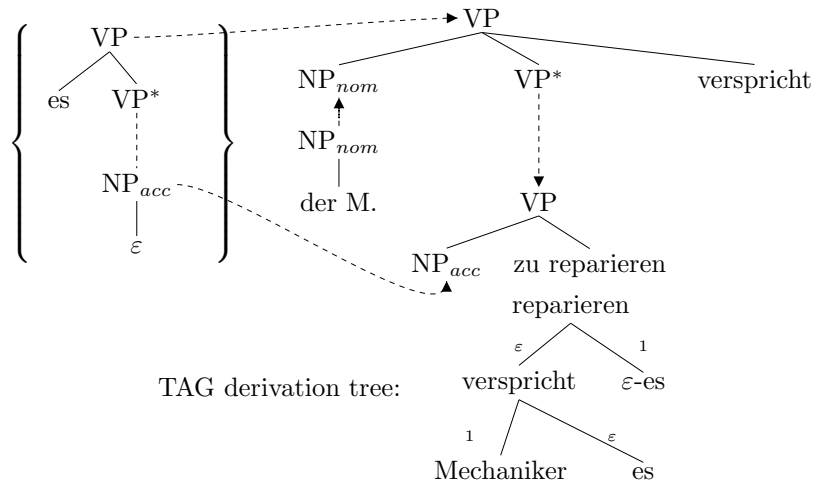 VP VP
es VP* NP_nom VP* verspricht
NP_nom
NP_acc der M. VP
ε NP_acc zu reparieren
reparieren
ε 1
TAG derivation tree: verspricht ε-es
1 ε
Mechaniker es